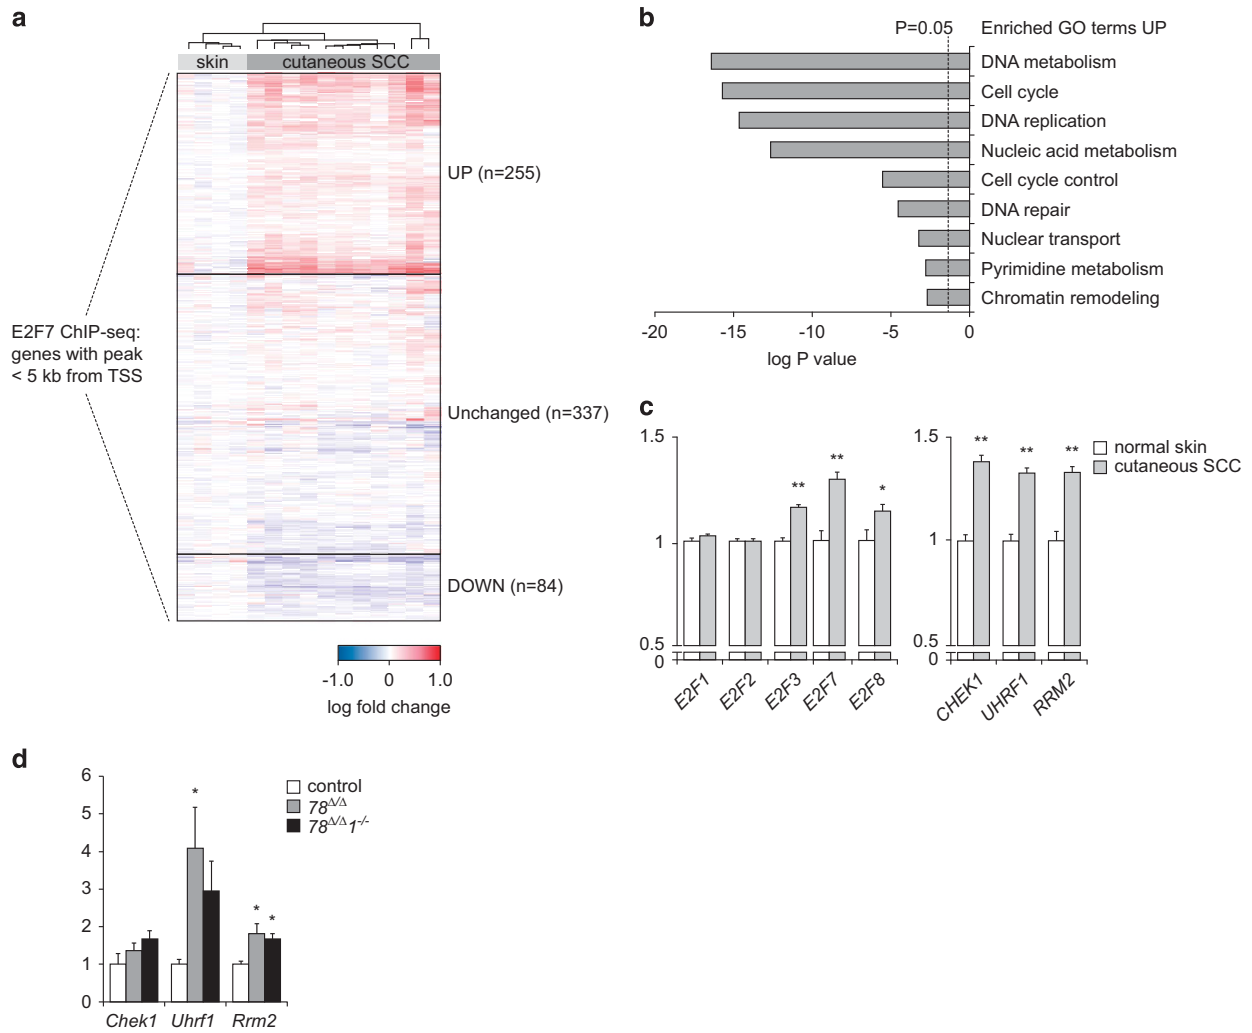 a
skin
cutaneous SCC
UP (n=255)
E2F7 ChIP-seq:
genes with peak
< 5 kb from TSS
Unchanged (n=337)
DOWN (n=84)
-1.0
0
1.0
log fold change
b
P=0.05
Enriched GO terms UP
DNA metabolism
Cell cycle
DNA replication
Nucleic acid metabolism
Cell cycle control
DNA repair
Nuclear transport
Pyrimidine metabolism
Chromatin remodeling
-20
-15
-10
-5
0
log P value
c
1.5
1
0.5
0
**
**
*
E2F1
E2F2
E2F3
E2F7
E2F8
1.5
1
0.5
0
**
**
**
CHEK1
UHRF1
RRM2
normal skin
cutaneous SCC
d
6
5
4
3
2
1
0
*
*
*
Chek1
Uhrf1
Rrm2
control
78Δ/Δ
78Δ/Δ1-/-